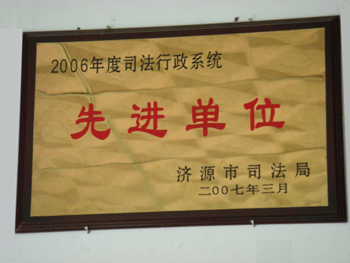 2006年度司法行政系统
先进单位
济源市司法局
二00七年三月